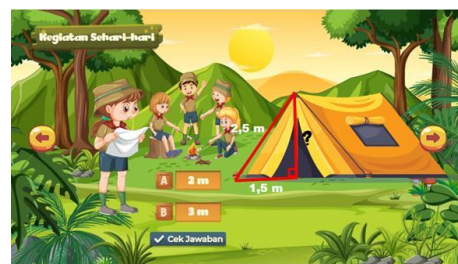 Kegiatan Sehari-hari
2,5 m
?
1,5 m
A 2 m
B 3 m
✓ Cek Jawaban